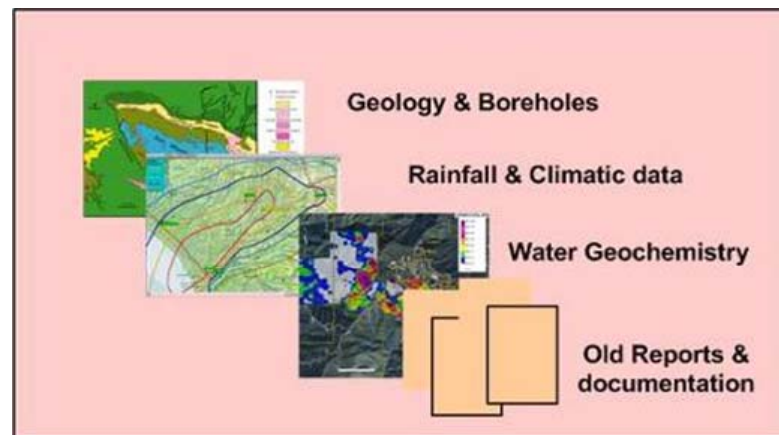 Geology & Boreholes
Rainfall & Climatic data
Water Geochemistry
Old Reports &
documentation